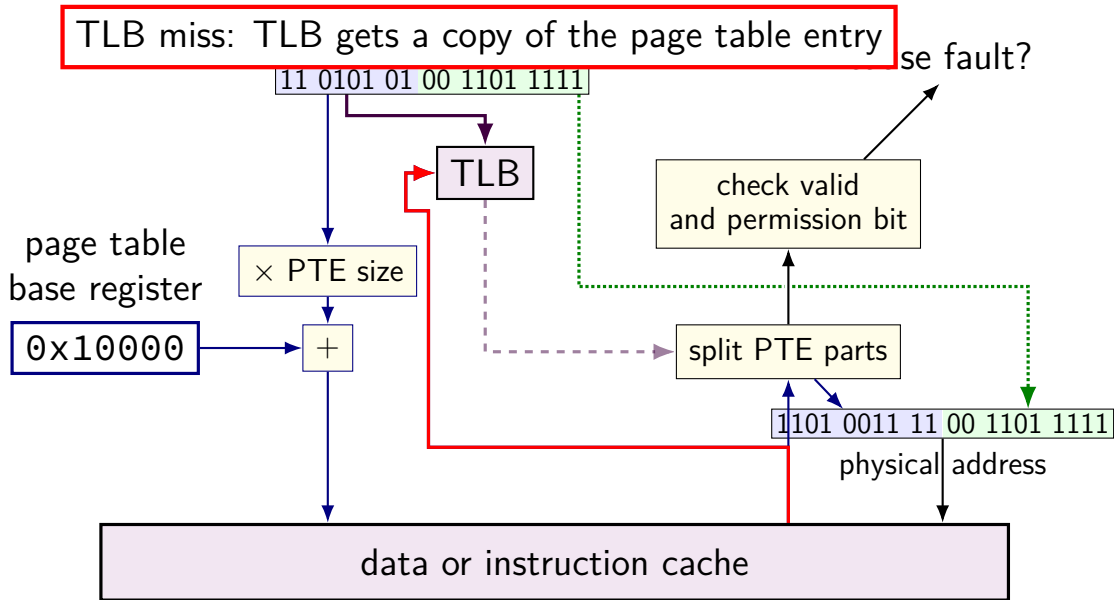 TLB miss: TLB gets a copy of the page table entry
fault?
11 0101 01 00 1101 1111
TLB
check valid
and permission bit
page table
base register
× PTE size
0x10000
+
split PTE parts
1101 0011 11 00 1101 1111
physical address
data or instruction cache